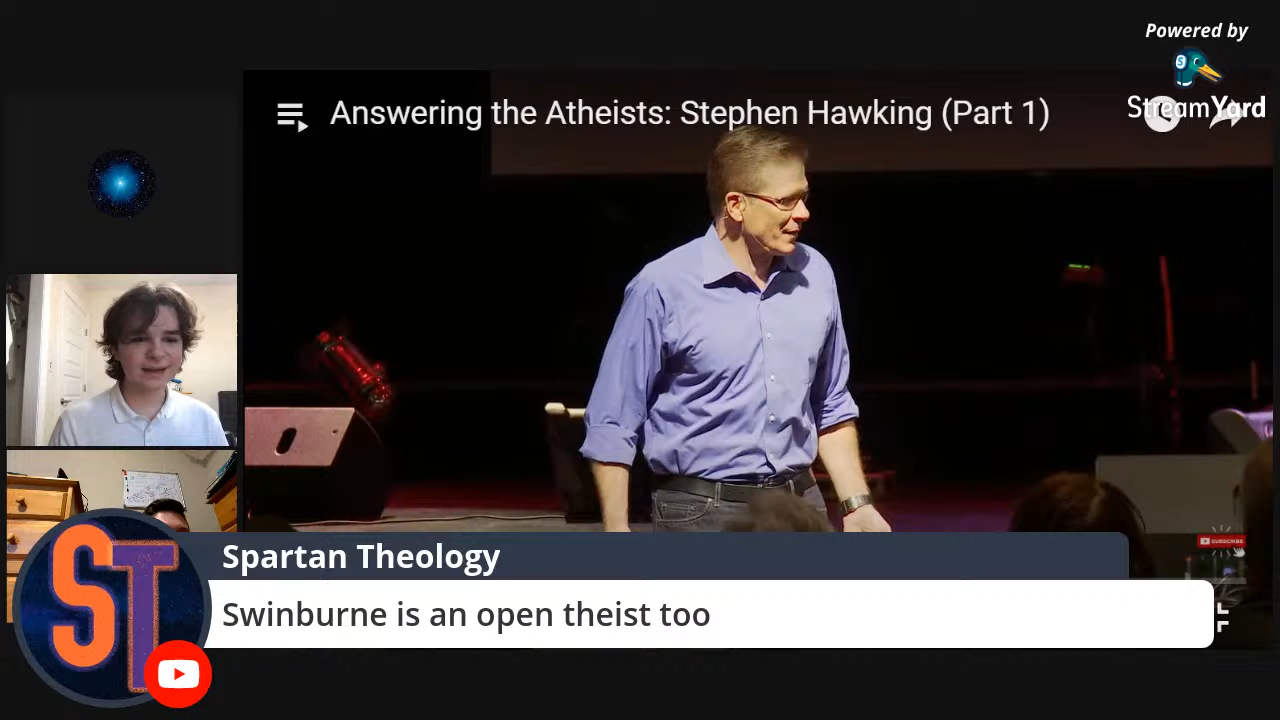 Powered by
StreamYard
Answering the Atheists: Stephen Hawking (Part 1)
SUBSCRIBE
ST
Spartan Theology
Swinburne is an open theist too